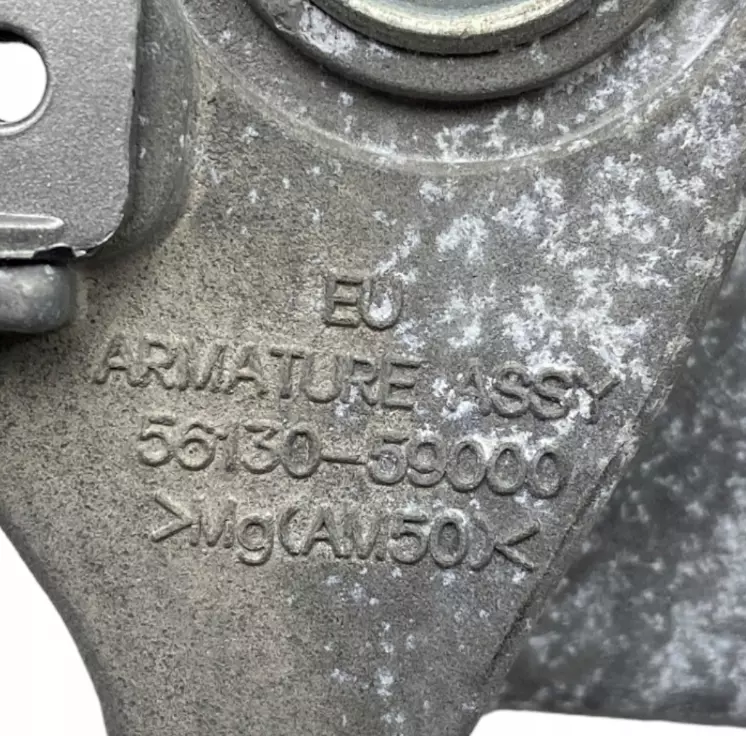 EU
ARMATURE ASSY
56130-59000
>Mg(AM50)<